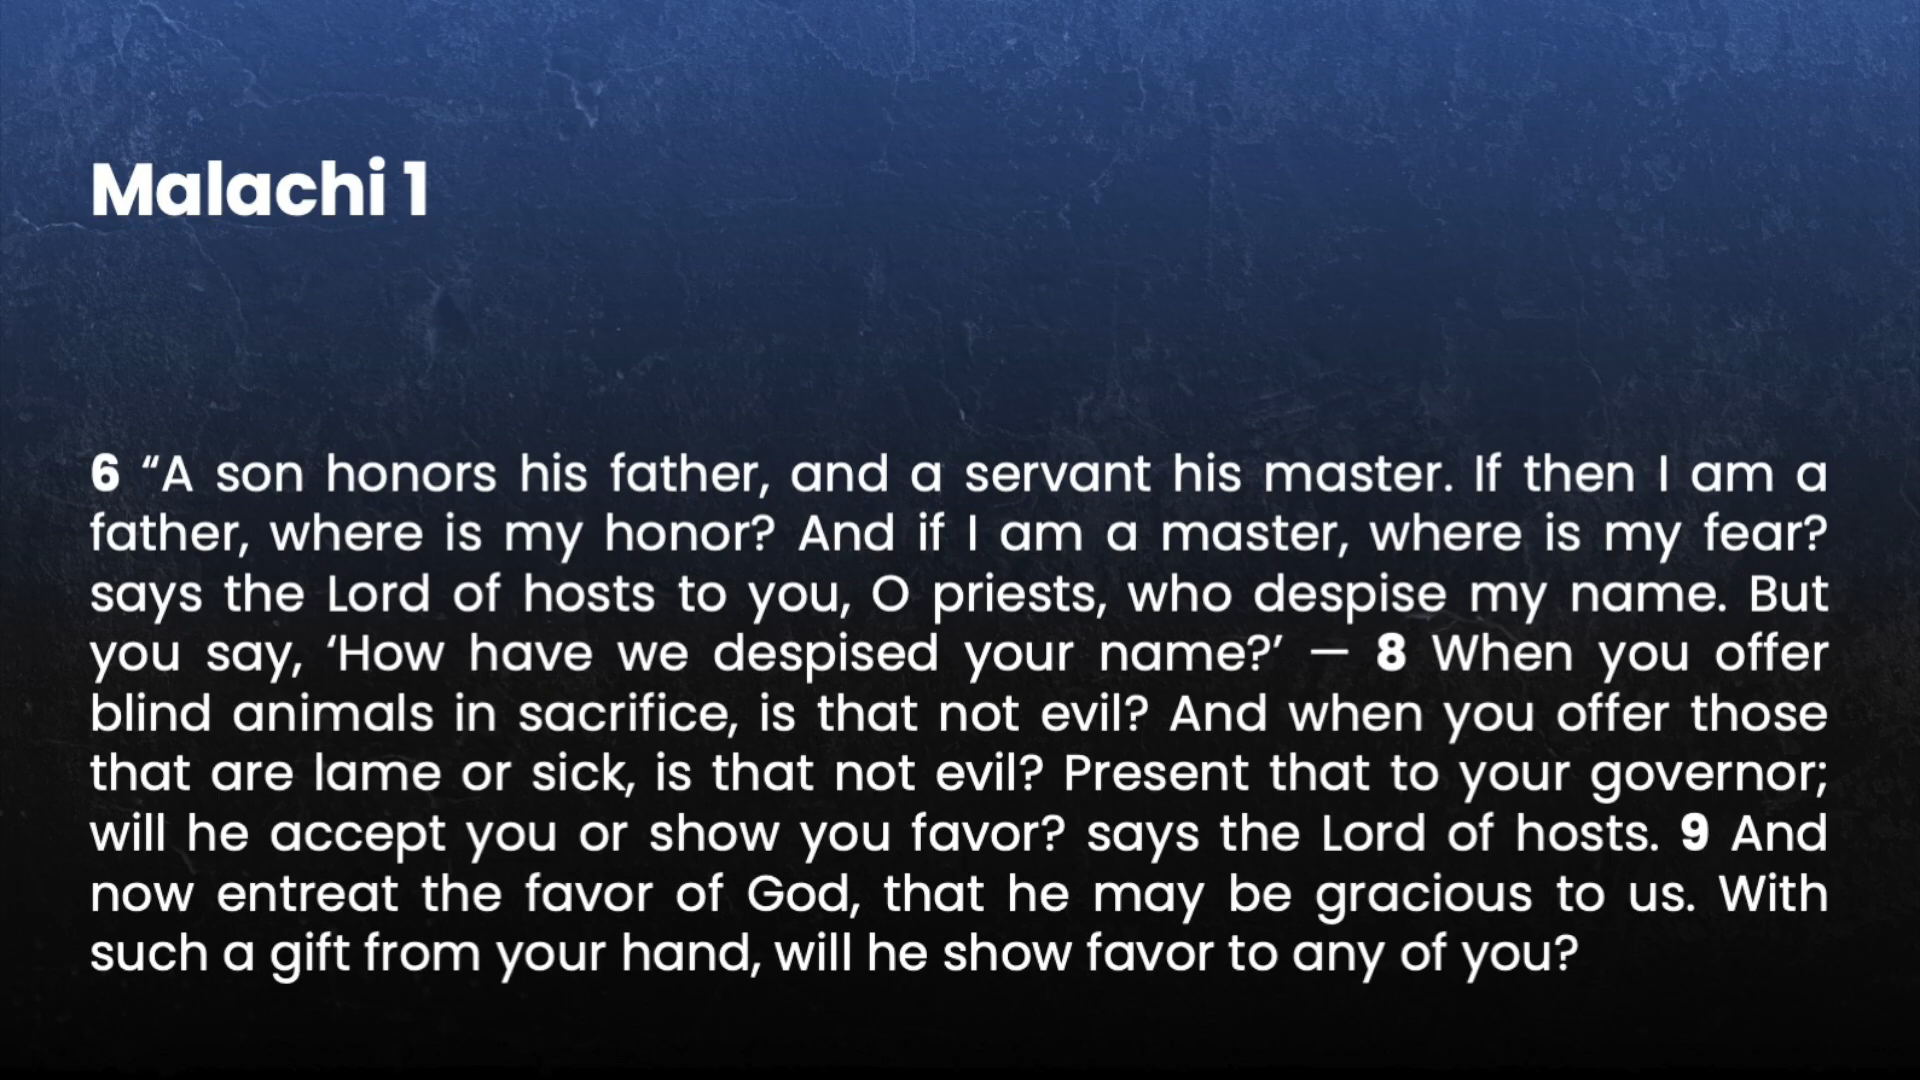 Malachi 1
6 “A son honors his father, and a servant his master. If then I am a
father, where is my honor? And if I am a master, where is my fear?
says the Lord of hosts to you, O priests, who despise my name. But
you say, ‘How have we despised your name?’ — 8 When you offer
blind animals in sacrifice, is that not evil? And when you offer those
that are lame or sick, is that not evil? Present that to your governor;
will he accept you or show you favor? says the Lord of hosts. 9 And
now entreat the favor of God, that he may be gracious to us. With
such a gift from your hand, will he show favor to any of you?